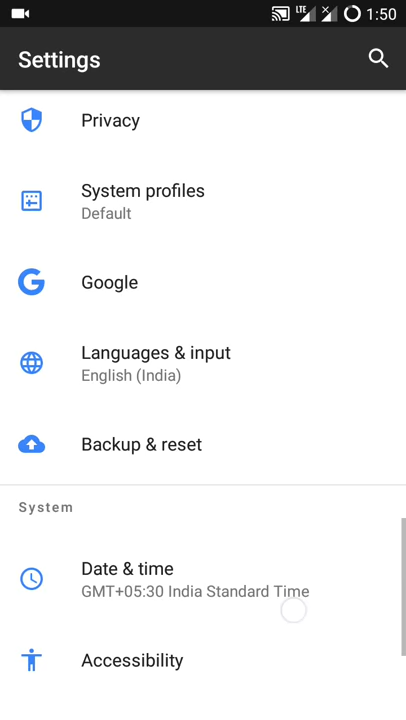 LTE 1:50
Settings
Privacy
System profiles
Default
Google
Languages & input
English (India)
Backup & reset
System
Date & time
GMT+05:30 India Standard Time
Accessibility